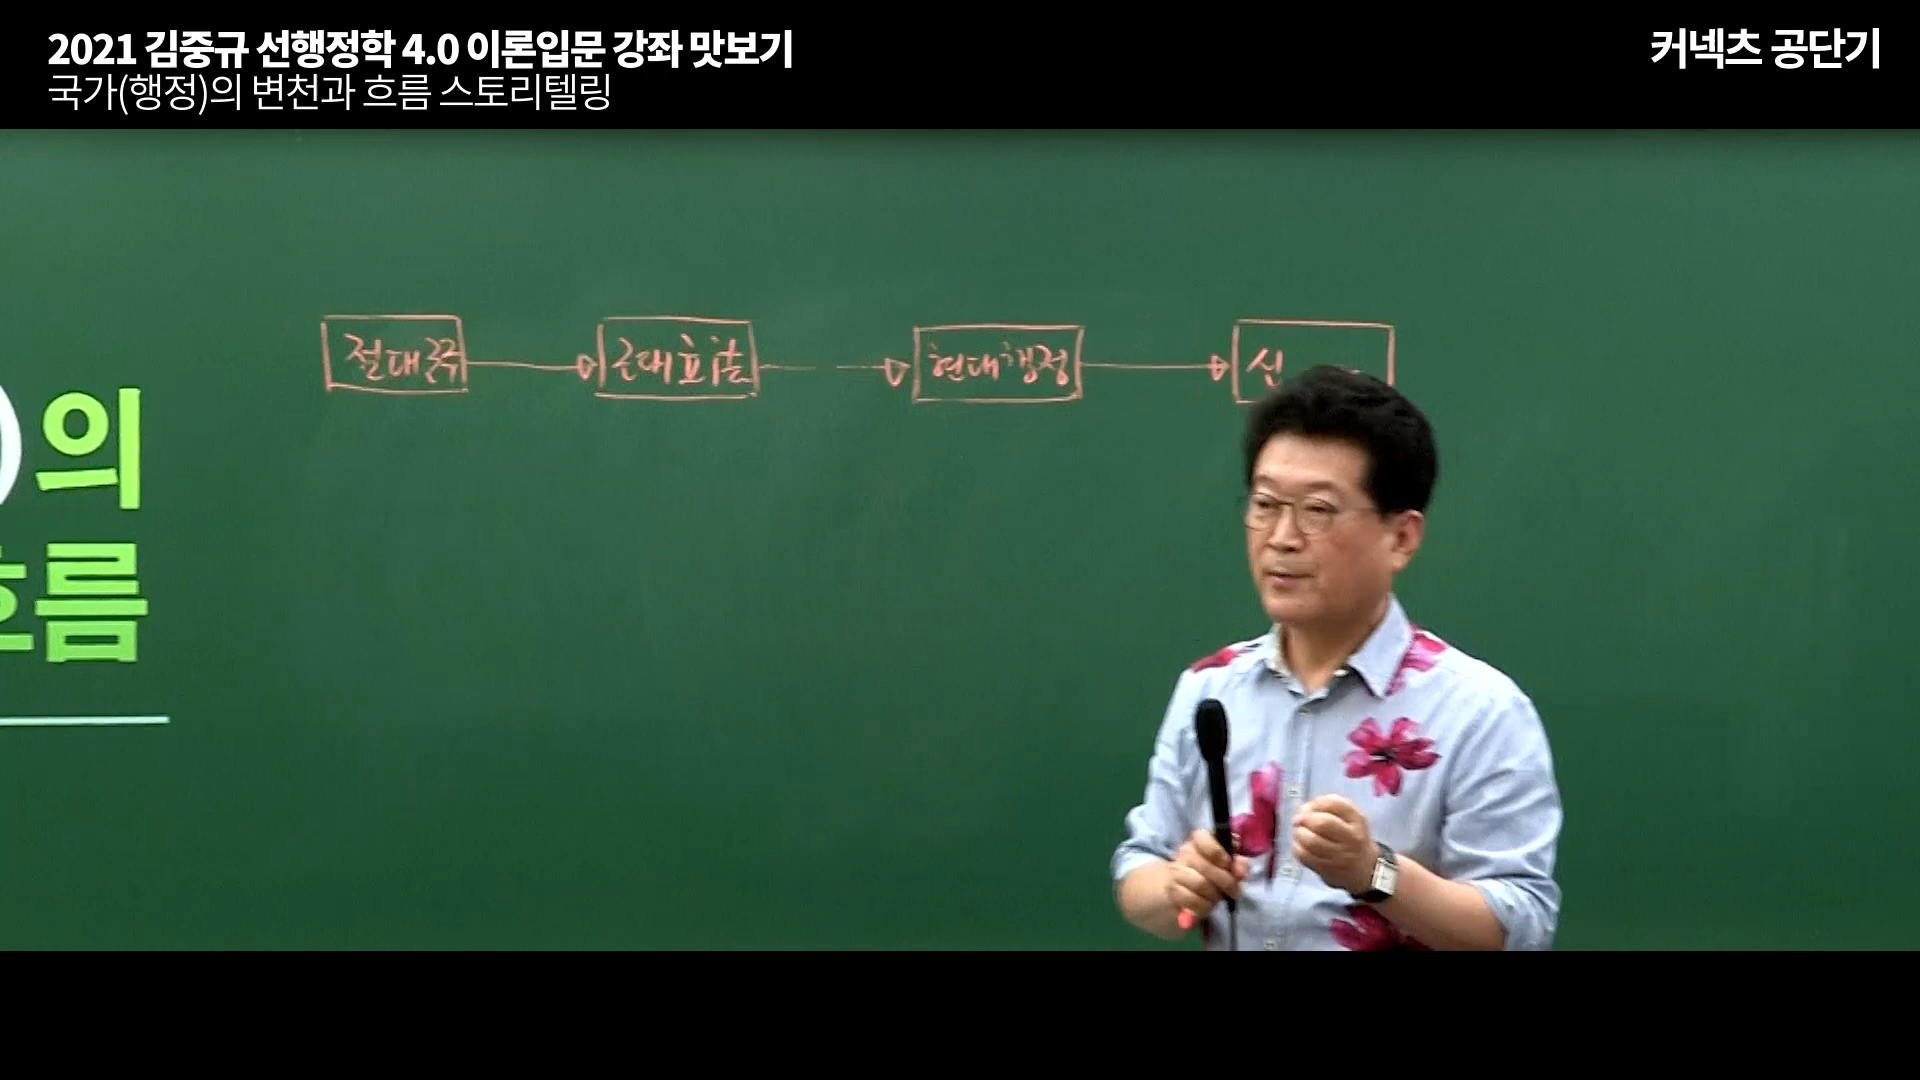 2021 김중규 선행정학 4.0 이론입문 강좌 맛보기
국가(행정)의 변천과 흐름 스토리텔링
커넥츠 공단기
절대군주
근대
현대행정
신
)의
흐름